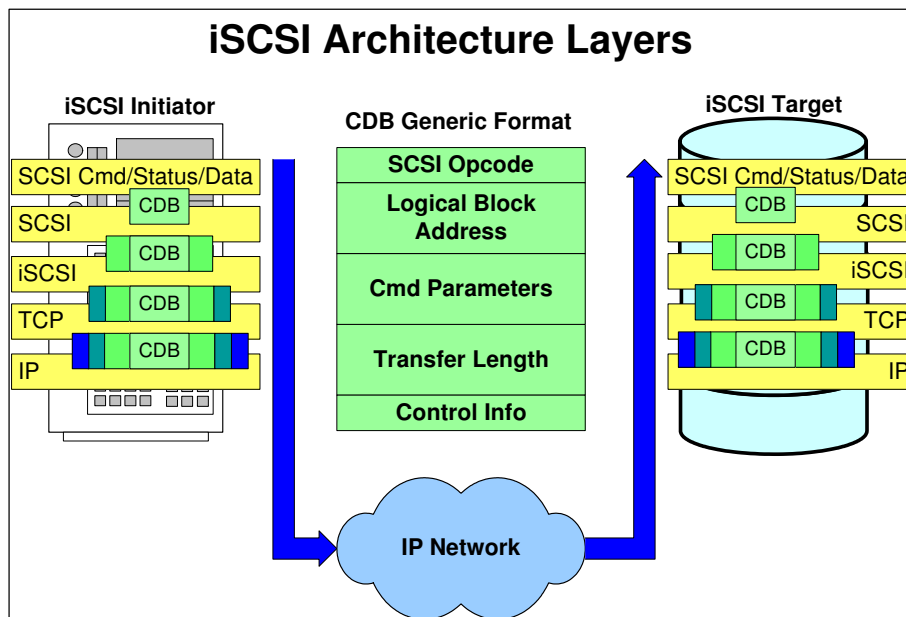 iSCSI Architecture Layers
iSCSI Initiator
SCSI Cmd/Status/Data
CDB
SCSI
CDB
iSCSI
CDB
TCP
CDB
IP
CDB Generic Format
SCSI Opcode
Logical Block
Address
Cmd Parameters
Transfer Length
Control Info
IP Network
iSCSI Target
SCSI Cmd/Status/Data
CDB
SCSI
CDB
iSCSI
CDB
TCP
CDB
IP